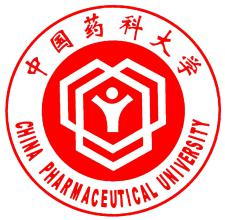 中国药科大学
CHINA PHARMACEUTICAL UNIVERSITY